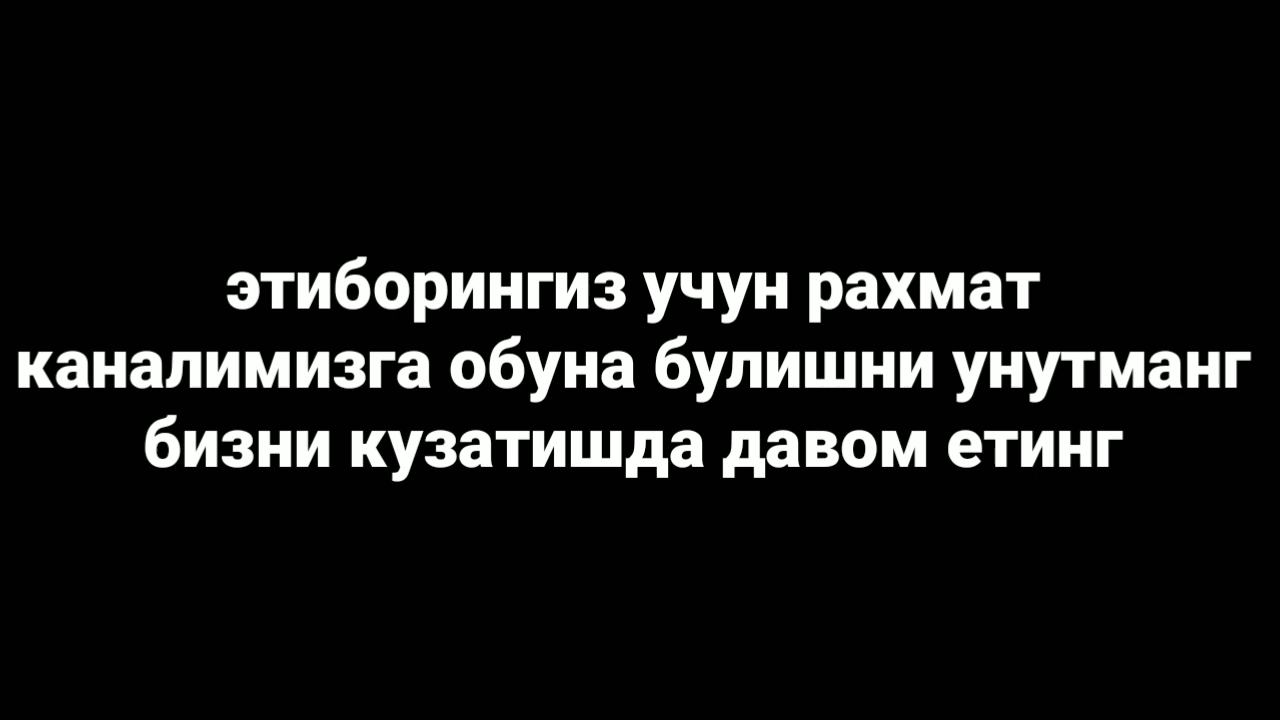 этиборингиз учун рахмат
каналимизга обуна булишни унутманг
бизни кузатишда давом етинг